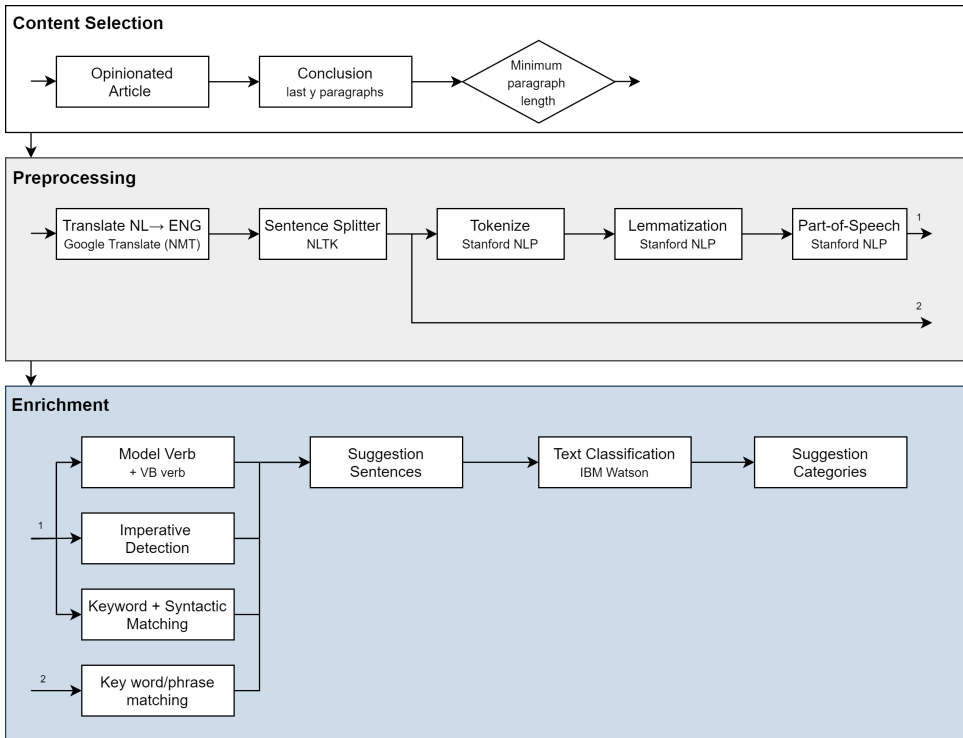 Content Selection
Opinionated
Article
Conclusion
last y paragraphs
Minimum
paragraph
length
Preprocessing
Translate NL→ ENG
Google Translate (NMT)
Sentence Splitter
NLTK
Tokenize
Stanford NLP
Lemmatization
Stanford NLP
Part-of-Speech
Stanford NLP
1
2
Enrichment
Model Verb
+ VB verb
Suggestion
Sentences
Text Classification
IBM Watson
Suggestion
Categories
1
Imperative
Detection
Keyword + Syntactic
Matching
2
Key word/phrase
matching